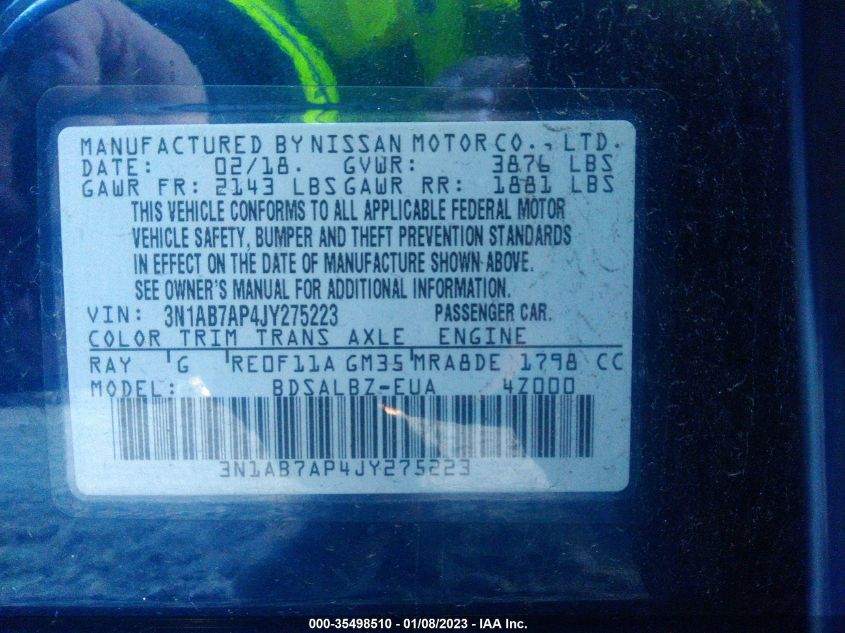 MANUFACTURED BY NISSAN MOTOR CO., LTD.
DATE: 02/18. GVWR: 3876 LBS
GAWR FR: 2143 LBS GAWR RR: 1881 LBS
THIS VEHICLE CONFORMS TO ALL APPLICABLE FEDERAL MOTOR
VEHICLE SAFETY, BUMPER AND THEFT PREVENTION STANDARDS
IN EFFECT ON THE DATE OF MANUFACTURE SHOWN ABOVE.
SEE OWNER'S MANUAL FOR ADDITIONAL INFORMATION.
VIN: 3N1AB7AP4JY275223 PASSENGER CAR.
COLOR TRIM TRANS AXLE ENGINE
RAY G RE0F11A GM35 MRA8DE 1798 CC
MODEL: BDSALBZ-EUA 4Z000
3N1AB7AP4JY275223
000-35498510 - 01/08/2023 - IAA Inc.